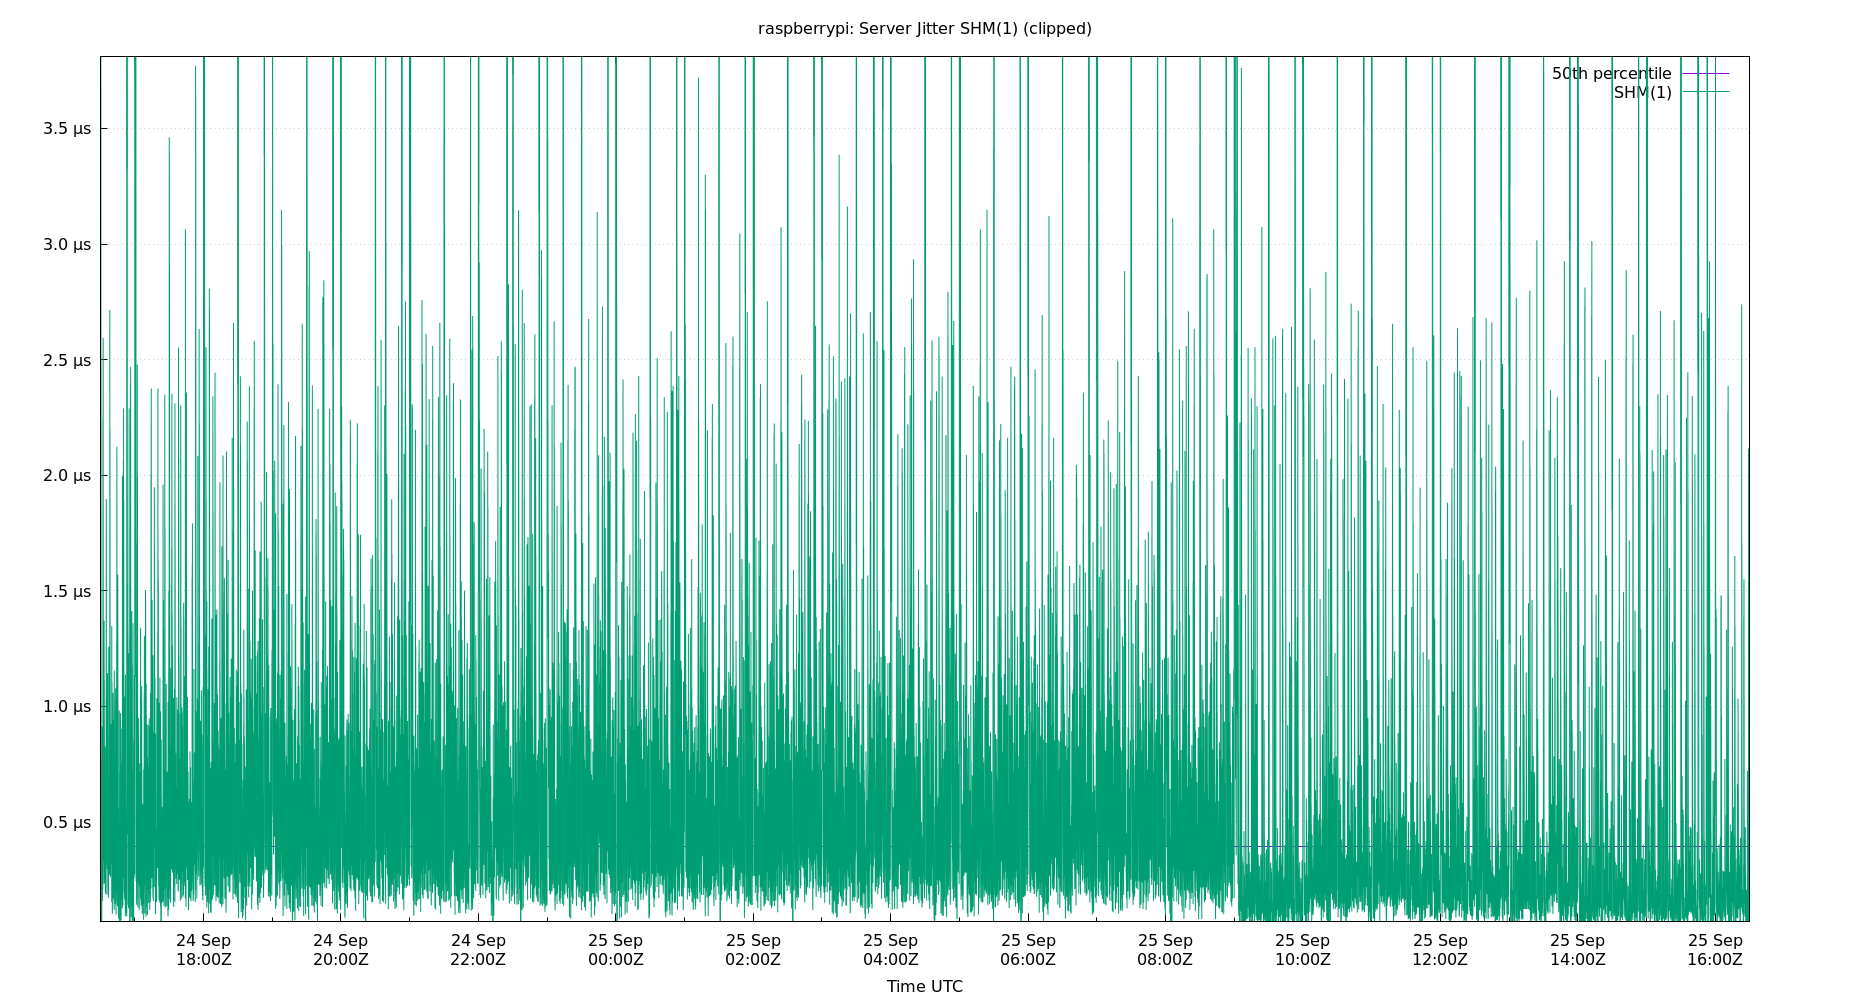 raspberrypi: Server Jitter SHM(1) (clipped)
50th percentile
SHM(1)
3.5 µs
3.0 µs
2.5 µs
2.0 µs
1.5 µs
1.0 µs
0.5 µs
24 Sep 24 Sep 24 Sep 25 Sep 25 Sep 25 Sep 25 Sep 25 Sep 25 Sep 25 Sep 25 Sep 25 Sep
18:00Z 20:00Z 22:00Z 00:00Z 02:00Z 04:00Z 06:00Z 08:00Z 10:00Z 12:00Z 14:00Z 16:00Z
Time UTC